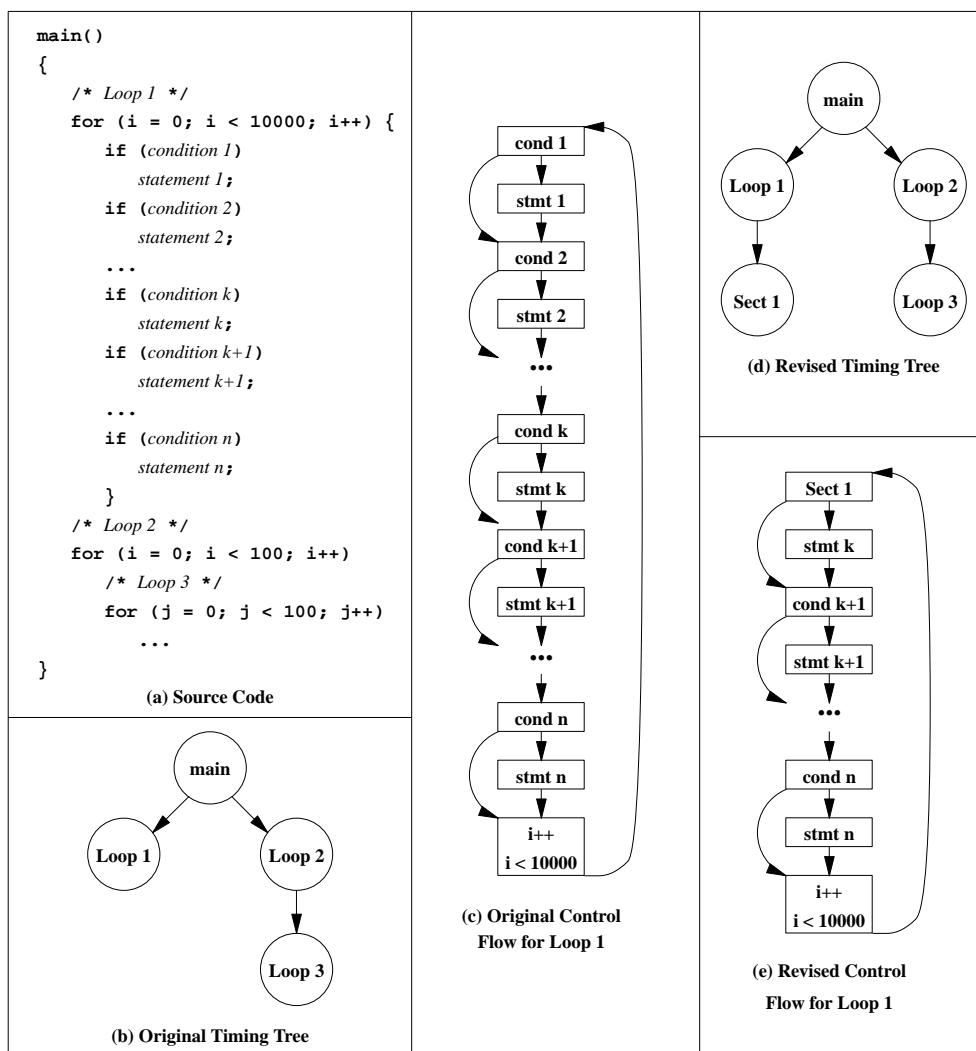 main()
{
/* Loop 1 */
for (i = 0; i < 10000; i++) {
if (condition 1)
statement 1;
if (condition 2)
statement 2;
...
if (condition k)
statement k;
if (condition k+1)
statement k+1;
...
if (condition n)
statement n;
}
/* Loop 2 */
for (i = 0; i < 100; i++)
/* Loop 3 */
for (j = 0; j < 100; j++)
...
}
(a) Source Code
main
Loop 1
Loop 2
Loop 3
(b) Original Timing Tree
cond 1
stmt 1
cond 2
stmt 2
•••
cond k
stmt k
cond k+1
stmt k+1
•••
cond n
stmt n
i++
i < 10000
(c) Original Control
Flow for Loop 1
main
Loop 1
Loop 2
Sect 1
Loop 3
(d) Revised Timing Tree
Sect 1
stmt k
cond k+1
stmt k+1
•••
cond n
stmt n
i++
i < 10000
(e) Revised Control
Flow for Loop 1